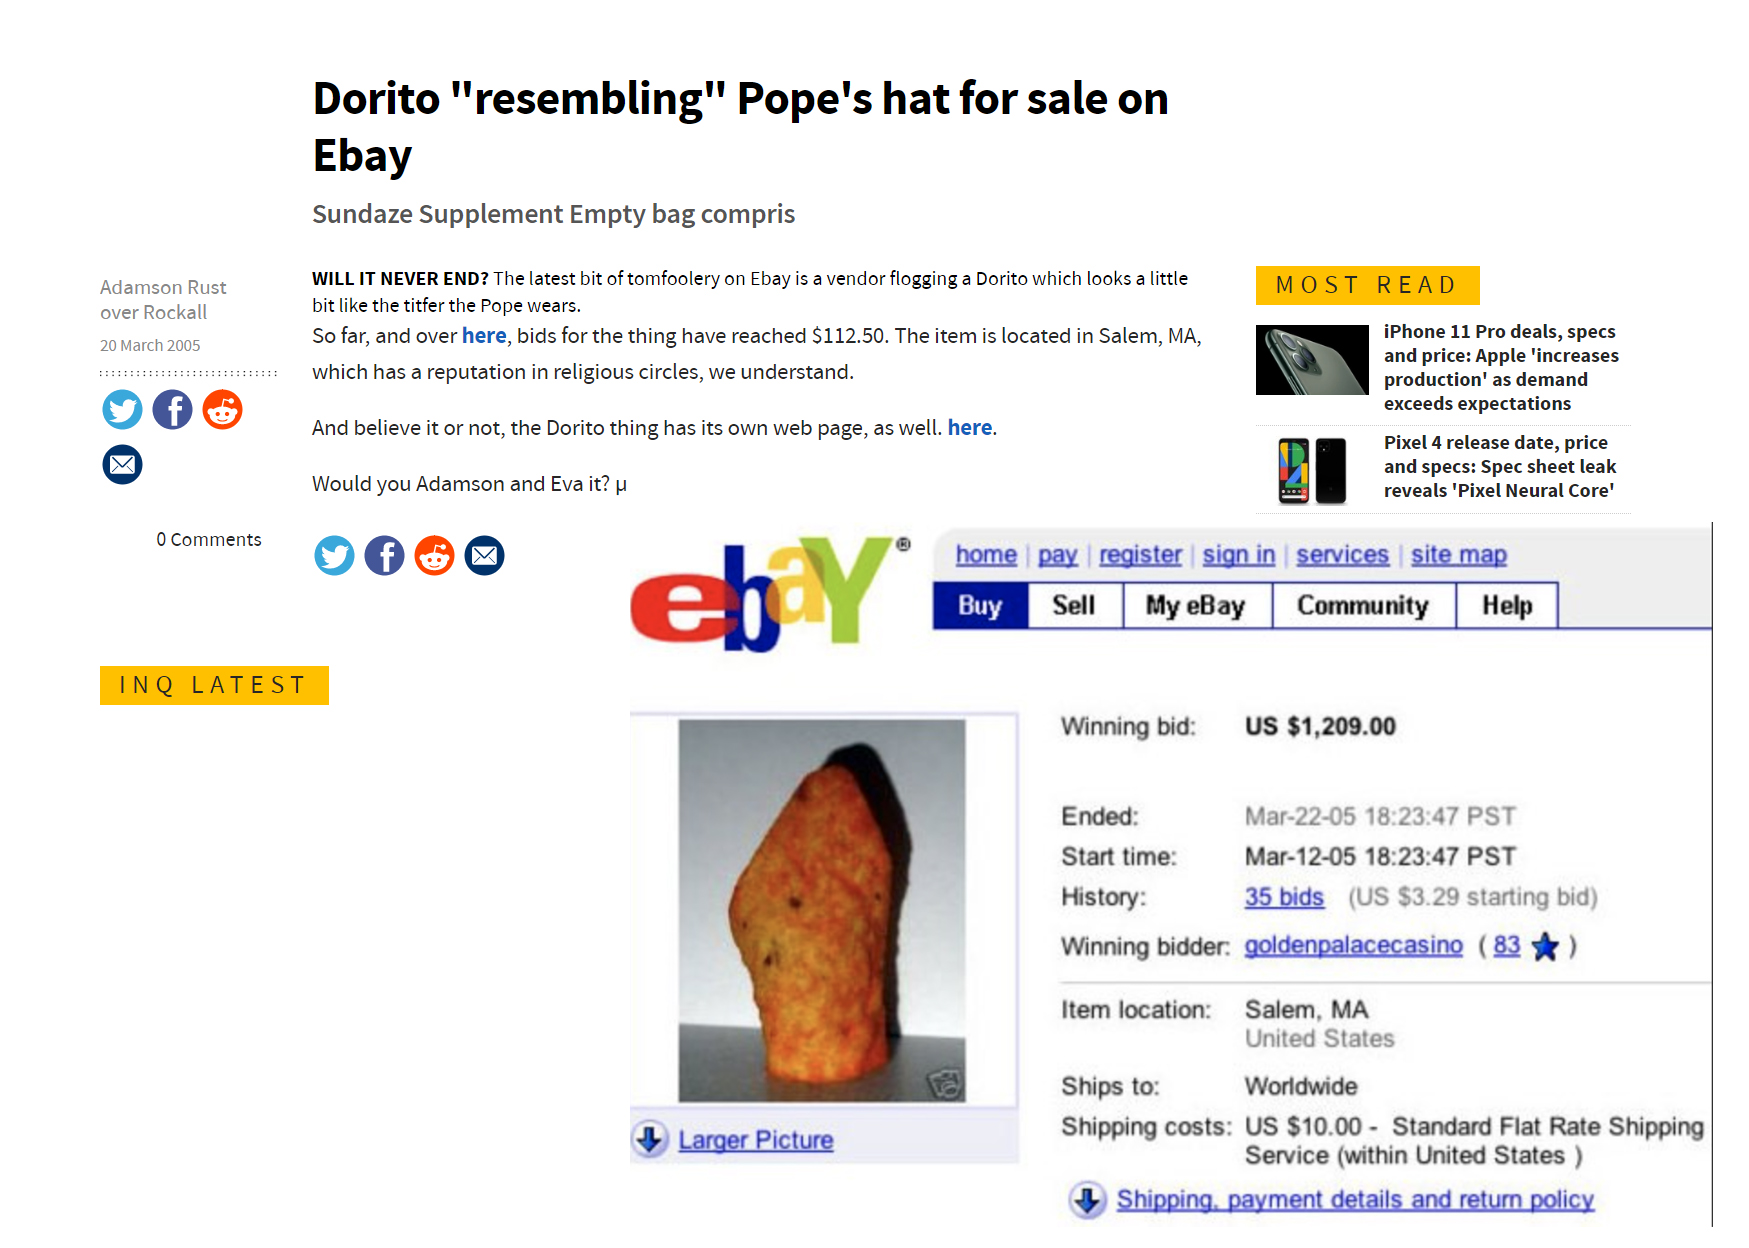 Dorito "resembling" Pope's hat for sale on
Ebay
Sundaze Supplement Empty bag compris
Adamson Rust
over Rockall
20 March 2005
0 Comments
WILL IT NEVER END? The latest bit of tomfoolery on Ebay is a vendor flogging a Dorito which looks a little
bit like the titfer the Pope wears.
So far, and over here, bids for the thing have reached $112.50. The item is located in Salem, MA,
which has a reputation in religious circles, we understand.
And believe it or not, the Dorito thing has its own web page, as well. here.
Would you Adamson and Eva it? µ
MOST READ
iPhone 11 Pro deals, specs
and price: Apple 'increases
production' as demand
exceeds expectations
Pixel 4 release date, price
and specs: Spec sheet leak
reveals 'Pixel Neural Core'
INQ LATEST
ebaY®
home | pay | register | sign in | services | site map
Buy Sell My eBay Community Help
Winning bid: US $1,209.00
Ended: Mar-22-05 18:23:47 PST
Start time: Mar-12-05 18:23:47 PST
History: 35 bids (US $3.29 starting bid)
Winning bidder: goldenpalacecasino ( 83 )
Item location: Salem, MA
United States
Ships to: Worldwide
Shipping costs: US $10.00 - Standard Flat Rate Shipping
Service (within United States )
Larger Picture
Shipping, payment details and return policy